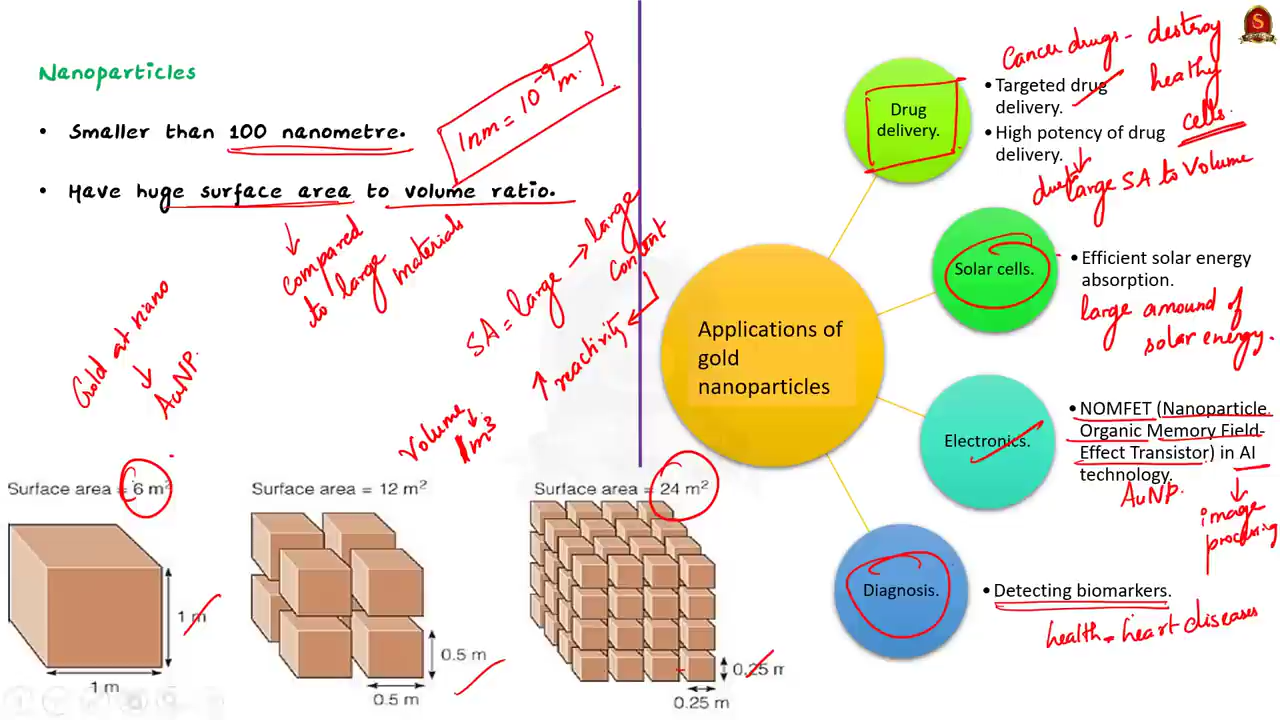 Nanoparticles
• Smaller than 100 nanometre.
1nm = 10⁻⁹ m.
• Have huge surface area to volume ratio.
compared
to large materials
Gold at nano
AuNP.
SA = large → large
content
↑ reactivity
Volume
1m³
Surface area = 6 m²
1 m
1 m
Surface area = 12 m²
0.5 m
0.5 m
Surface area = 24 m²
0.25 m
0.25 m
Applications of
gold
nanoparticles
Drug
delivery.
• Targeted drug
delivery.
• High potency of drug
delivery.
Cancer drugs - destroy
healthy
cells.
due to
large SA to Volume
Solar cells.
• Efficient solar energy
absorption.
large amount of
solar energy.
Electronics.
• NOMFET (Nanoparticle
Organic Memory Field-
Effect Transistor) in AI
technology.
AuNP.
image
processing
Diagnosis.
• Detecting biomarkers.
health - heart diseases
S